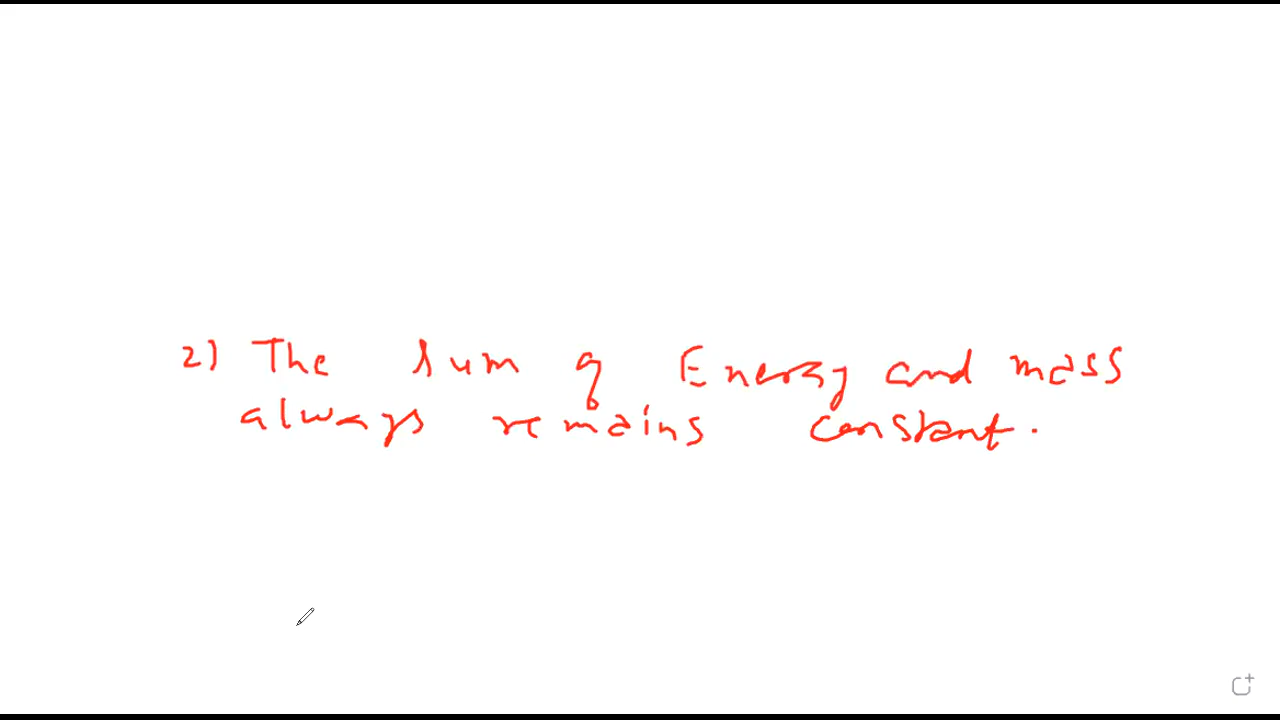 2) The sum of Energy and mass
always remains constant.